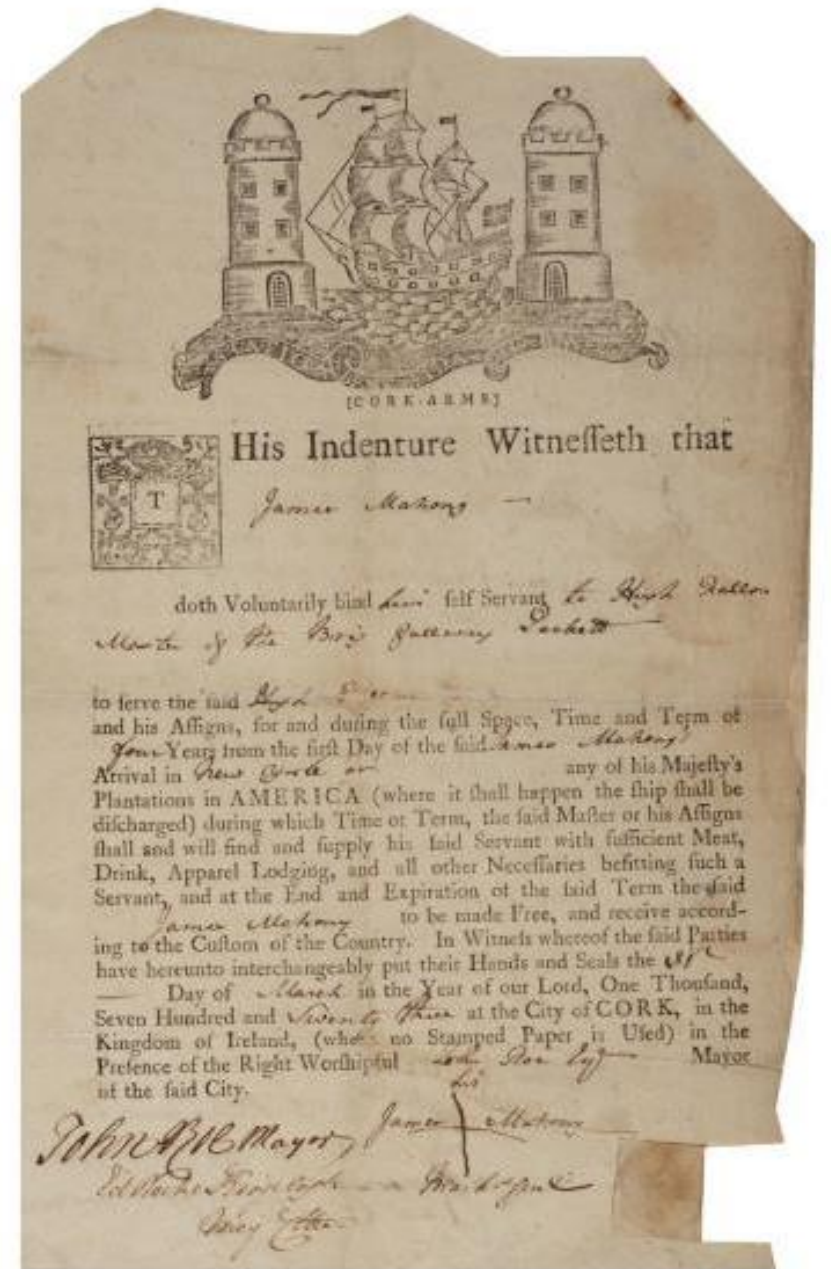 [CORK-ARMS]
THis Indenture Witneſſeth that
James Mahony —
doth Voluntarily bind him ſelf Servant to Hugh
Master of the Brig
to ſerve the ſaid Hugh
and his Aſſigns, for and during the full Space, Time and Term of
four Years from the firſt Day of the ſaid James Mahony
Arrival in New Castle or any of his Majeſty's
Plantations in AMERICA (where it ſhall happen the ſhip ſhall be
diſcharged) during which Time or Term, the ſaid Maſter or his Aſſigns
ſhall and will find and ſupply his ſaid Servant with ſufficient Meat,
Drink, Apparel Lodging, and all other Neceſſaries befitting ſuch a
Servant, and at the End and Expiration of the ſaid Term the ſaid
James Mahony to be made Free, and receive accord-
ing to the Cuſtom of the Country. In Witneſs whereof the ſaid Parties
have hereunto interchangeably put their Hands and Seals the
— Day of March in the Year of our Lord, One Thouſand,
Seven Hundred and Twenty three at the City of CORK, in the
Kingdom of Ireland, (where no Stamped Paper is Uſed) in the
Preſence of the Right Worſhipful John Roe Esqr Mayor
of the ſaid City.
his
John Roe Mayor James Mahony
Mark & Seal